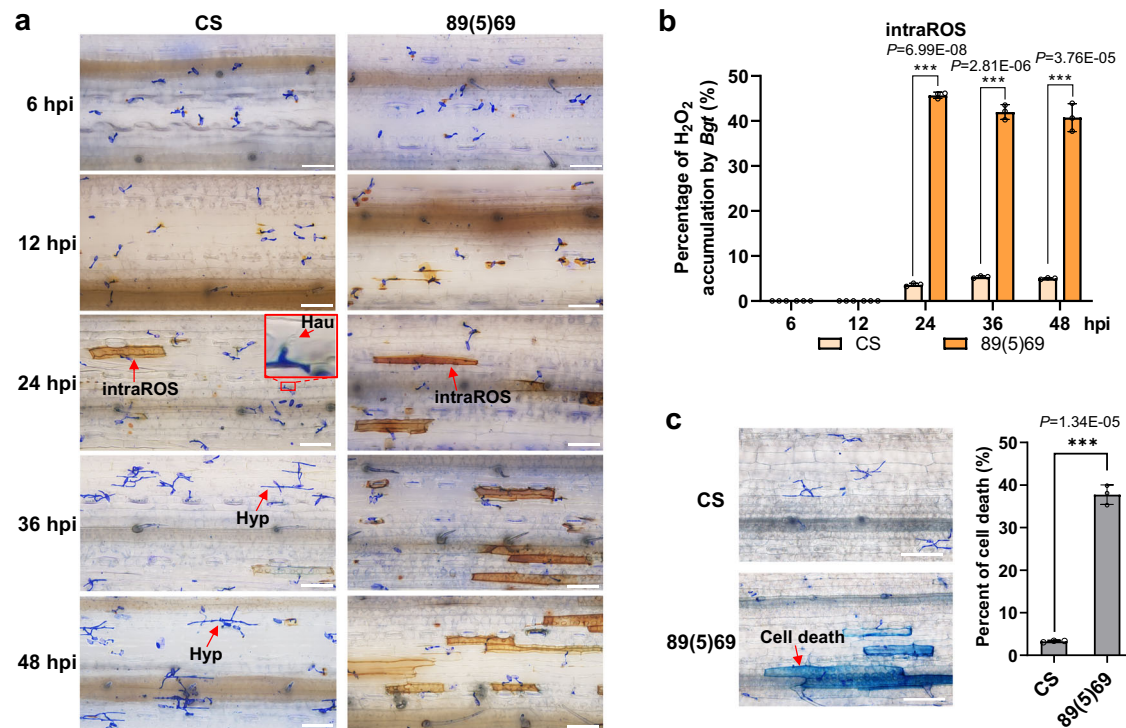 a
CS
89(5)69
6 hpi
12 hpi
24 hpi
Hau
intraROS
intraROS
36 hpi
Hyp
48 hpi
Hyp
b
intraROS
P=6.99E-08
P=2.81E-06
P=3.76E-05
***
***
***
Percentage of H₂O₂
accumulation by Bgt (%)
50
40
30
20
10
0
6
12
24
36
48
hpi
CS
89(5)69
c
CS
89(5)69
Cell death
P=1.34E-05
***
Percent of cell death (%)
50
40
30
20
10
0
CS
89(5)69